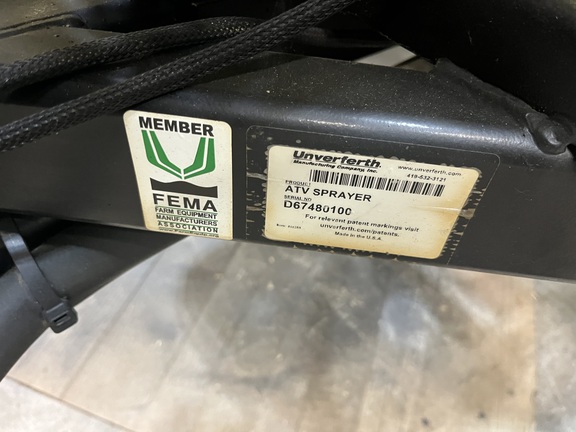 MEMBER
FEMA
FARM EQUIPMENT
MANUFACTURERS
ASSOCIATION
Unverferth
Manufacturing Company, Inc.
www.unverferth.com
419-532-3121
PRODUCT
ATV SPRAYER
SERIAL NO
D67480100
For relevant patent markings visit
unverferth.com/patents.
Made in the U.S.A.